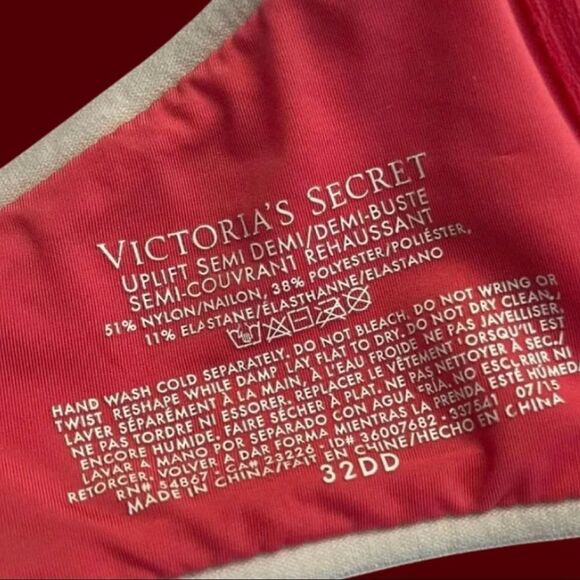 VICTORIA'S SECRET
UPLIFT SEMI DEMI/DEMI-BUSTE
SEMI-COUVRANT REHAUSSANT
51% NYLON/NAILON, 38% POLYESTER/POLIÉSTER,
11% ELASTANE/ÉLASTHANNE/ELASTANO
HAND WASH COLD SEPARATELY. DO NOT BLEACH. DO NOT WRING OR
TWIST. RESHAPE WHILE DAMP. LAY FLAT TO DRY. DO NOT DRY CLEAN./
LAVER SÉPARÉMENT À LA MAIN, À L'EAU FROIDE. NE PAS JAVELLISER,
NE PAS TORDRE NI ESSORER. REPLACER LE VÊTEMENT LORSQU'IL EST
ENCORE HUMIDE. FAIRE SÉCHER À PLAT. NE PAS NETTOYER À SEC./
LAVAR A MANO POR SEPARADO CON AGUA FRÍA. NO EXPRIMIR NI
RETORCER. VOLVER A DAR FORMA MIENTRAS LA PRENDA ESTÉ HÚMEDA
RN# 54867 CA# 23226 ID# 36007682 337541 07/15
MADE IN CHINA/FAIT EN CHINE/HECHO EN CHINA
32DD